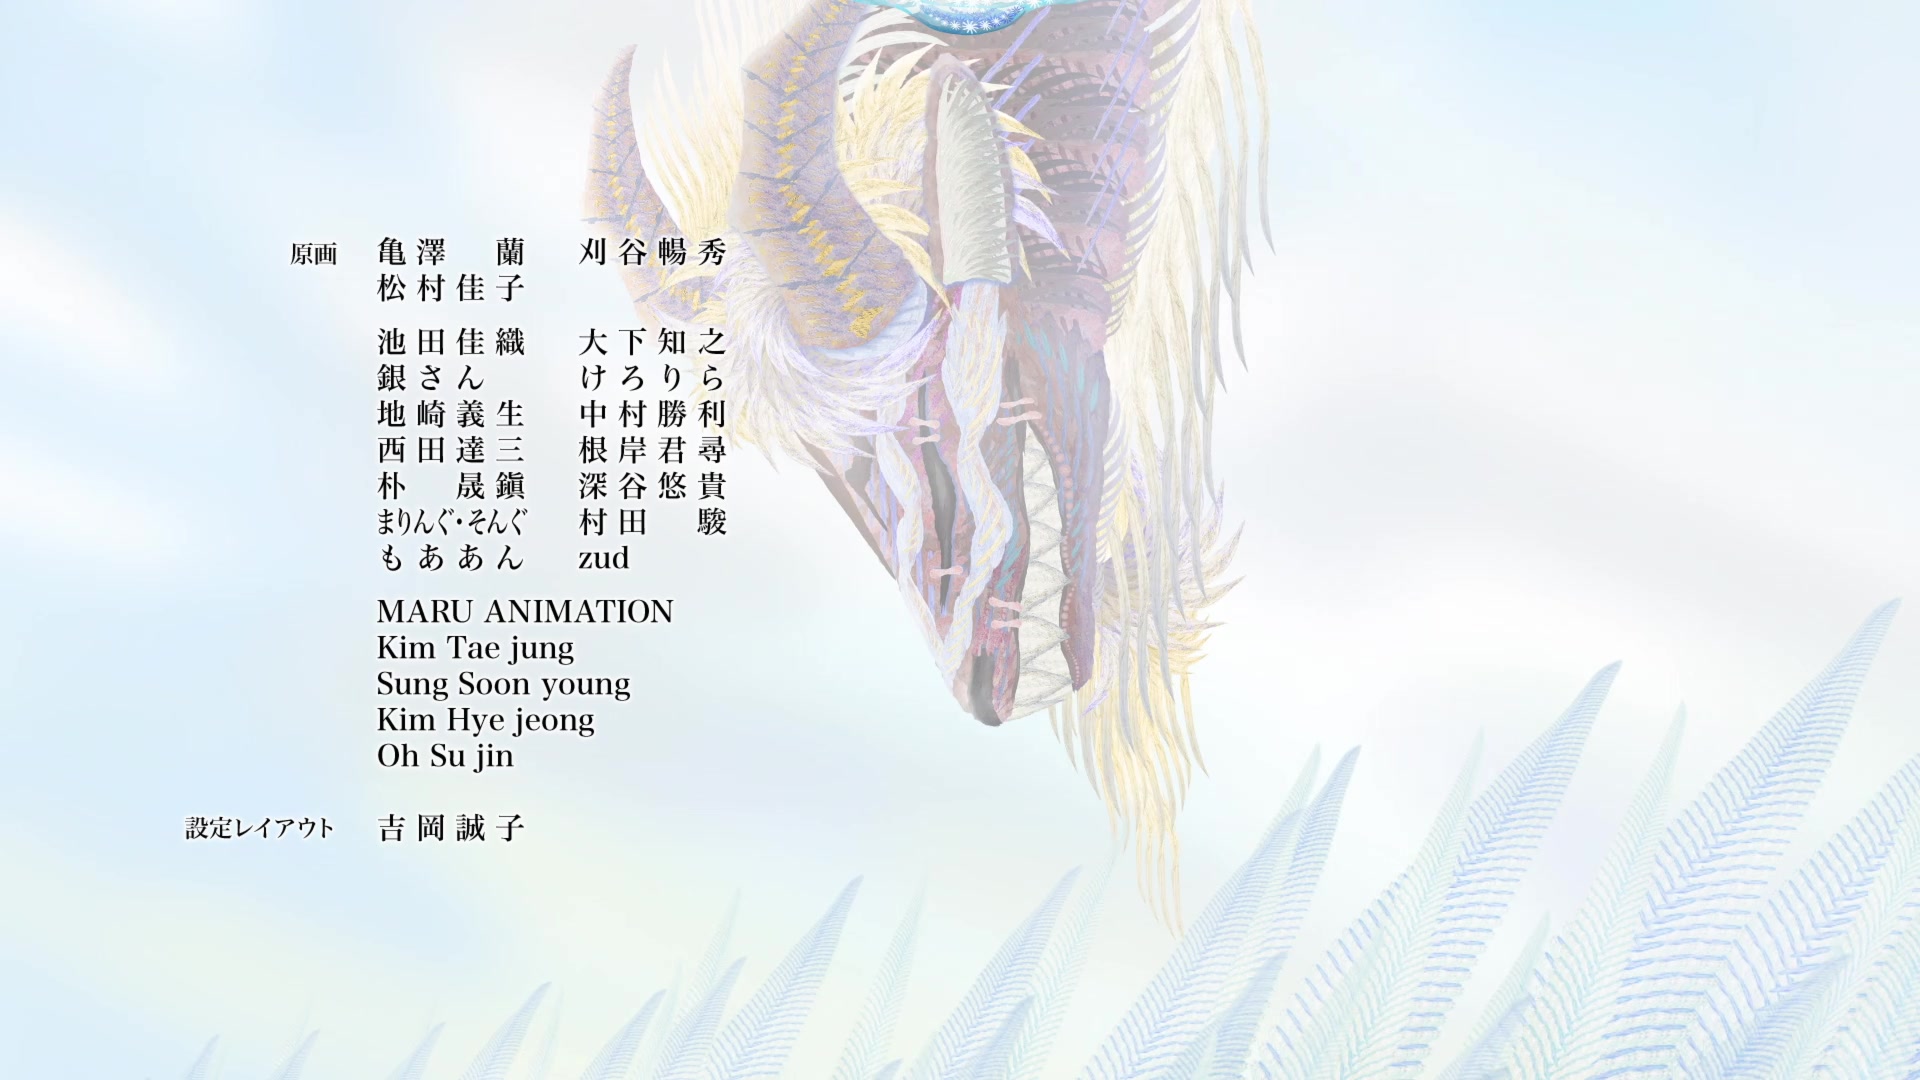 原画 亀澤 蘭 刈谷暢秀
松村佳子
池田佳織 大下知之
銀さん けろりら
地崎義生 中村勝利
西田達三 根岸君尋
朴 晟鎭 深谷悠貴
まりんぐ・そんぐ 村田 駿
もああん zud
MARU ANIMATION
Kim Tae jung
Sung Soon young
Kim Hye jeong
Oh Su jin
設定レイアウト 吉岡誠子